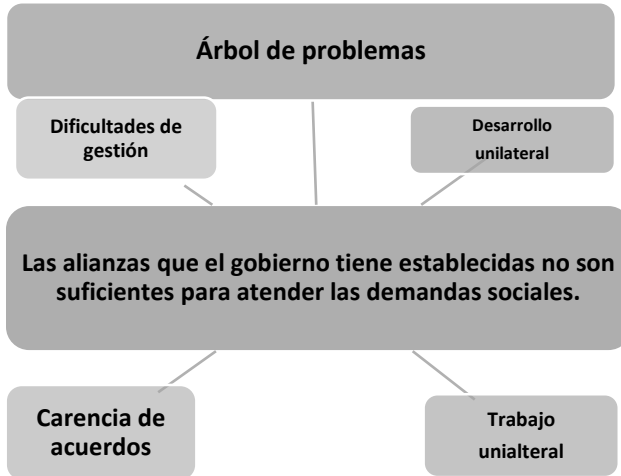 Árbol de problemas
Dificultades de
gestión
Desarrollo
unilateral
Las alianzas que el gobierno tiene establecidas no son
suficientes para atender las demandas sociales.
Carencia de
acuerdos
Trabajo
unialteral